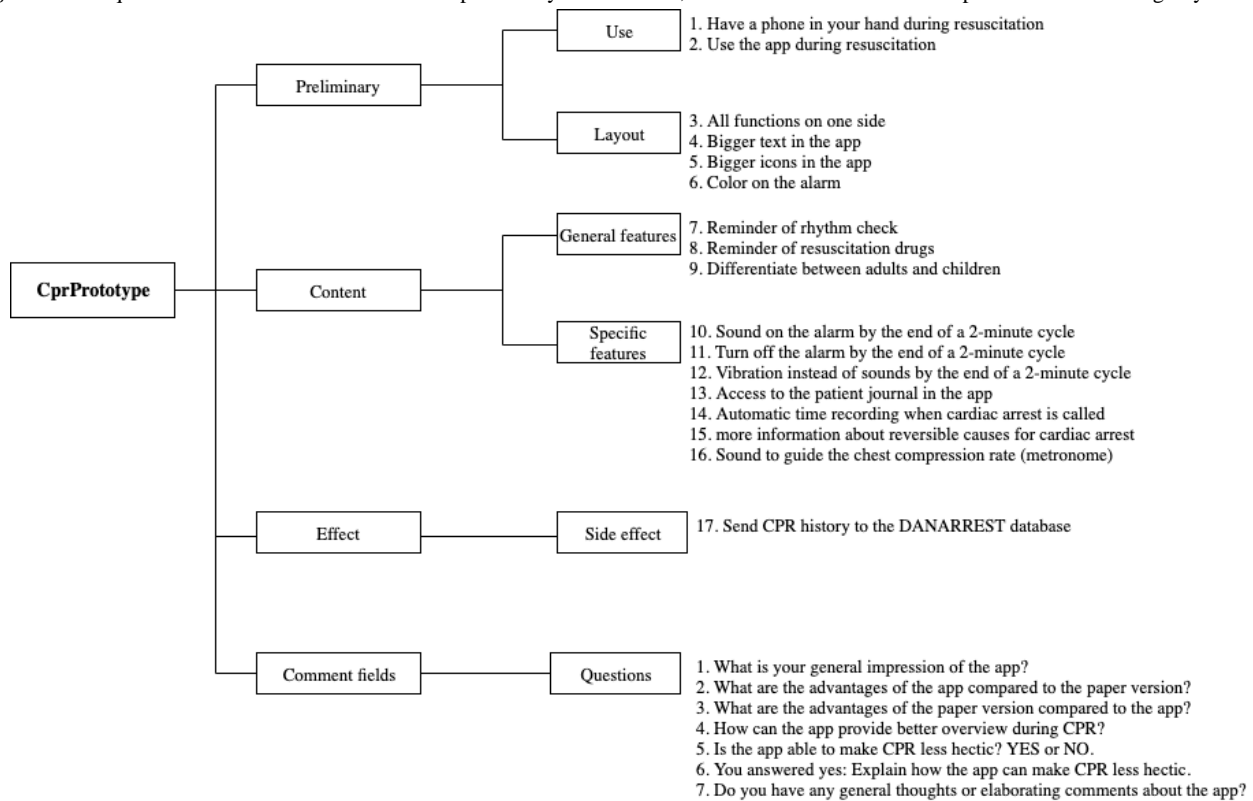 Use
1. Have a phone in your hand during resuscitation
2. Use the app during resuscitation
Preliminary
Layout
3. All functions on one side
4. Bigger text in the app
5. Bigger icons in the app
6. Color on the alarm
General features
7. Reminder of rhythm check
8. Reminder of resuscitation drugs
9. Differentiate between adults and children
CprPrototype
Content
Specific
features
10. Sound on the alarm by the end of a 2-minute cycle
11. Turn off the alarm by the end of a 2-minute cycle
12. Vibration instead of sounds by the end of a 2-minute cycle
13. Access to the patient journal in the app
14. Automatic time recording when cardiac arrest is called
15. more information about reversible causes for cardiac arrest
16. Sound to guide the chest compression rate (metronome)
Effect
Side effect
17. Send CPR history to the DANARREST database
Comment fields
Questions
1. What is your general impression of the app?
2. What are the advantages of the app compared to the paper version?
3. What are the advantages of the paper version compared to the app?
4. How can the app provide better overview during CPR?
5. Is the app able to make CPR less hectic? YES or NO.
6. You answered yes: Explain how the app can make CPR less hectic.
7. Do you have any general thoughts or elaborating comments about the app?